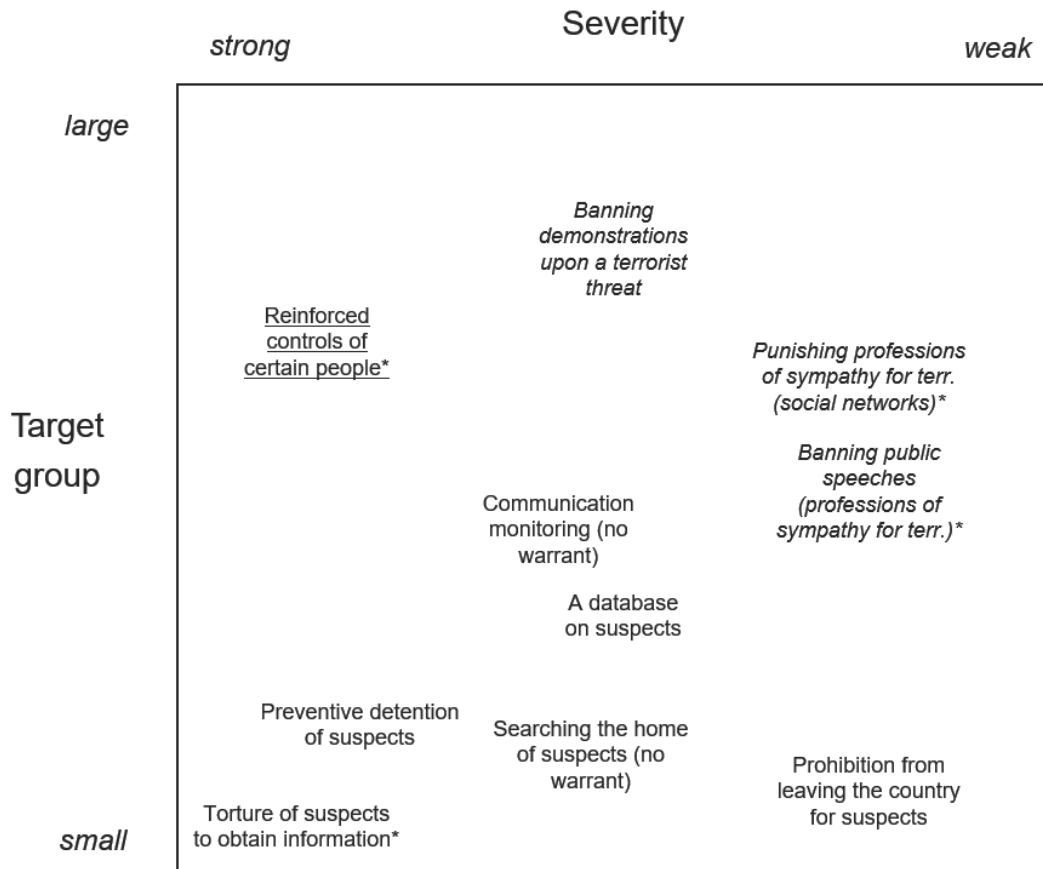 Severity
strong
weak
large
Banning
demonstrations
upon a terrorist
threat
Reinforced
controls of
certain people*
Punishing professions
of sympathy for terr.
(social networks)*
Target
group
Banning public
speeches
(professions of
sympathy for terr.)*
Communication
monitoring (no
warrant)
A database
on suspects
Preventive detention
of suspects
Searching the home
of suspects (no
warrant)
Prohibition from
leaving the country
for suspects
Torture of suspects
to obtain information*
small